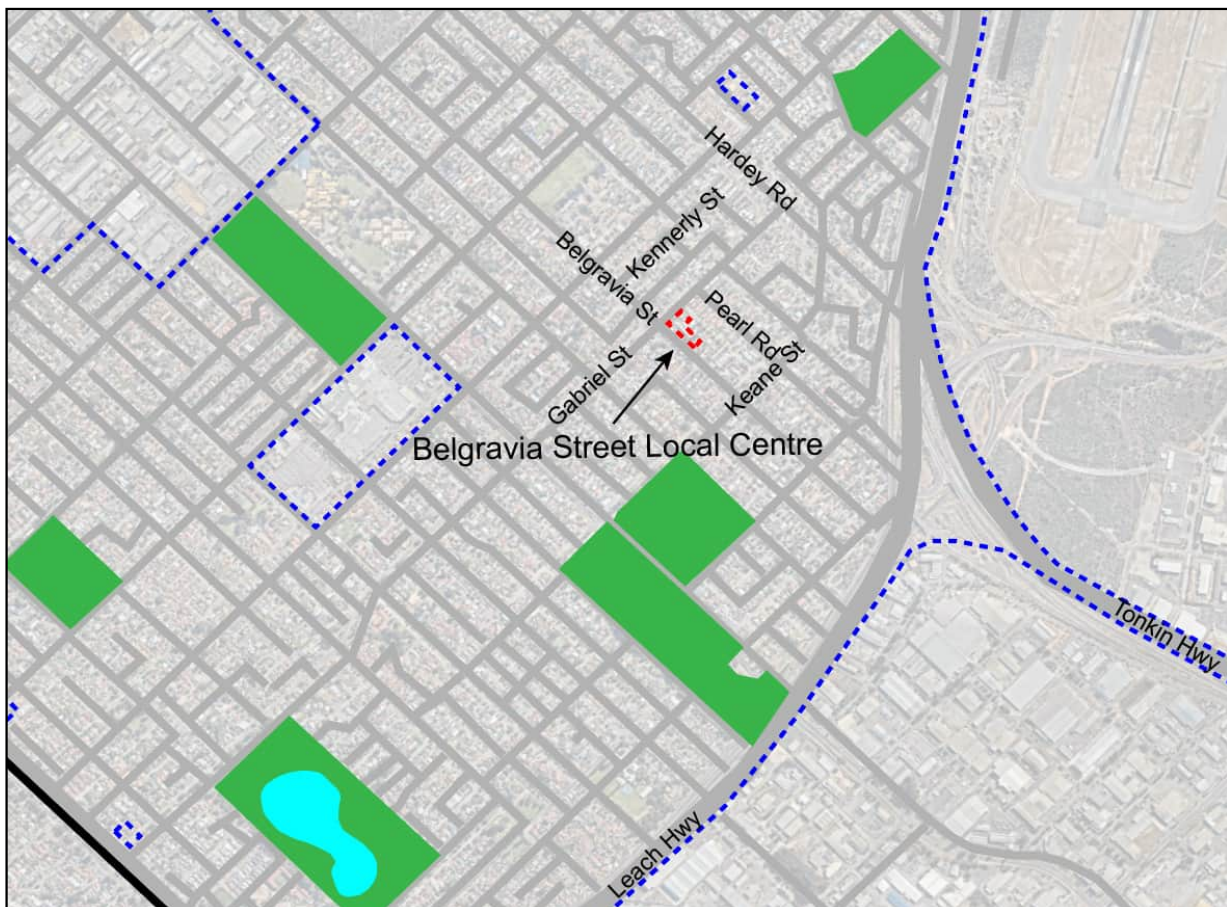 Hardey Rd
Kennerly St
Belgravia St
Pearl Rd
Gabriel St
Keane St
Belgravia Street Local Centre
Tonkin Hwy
Leach Hwy